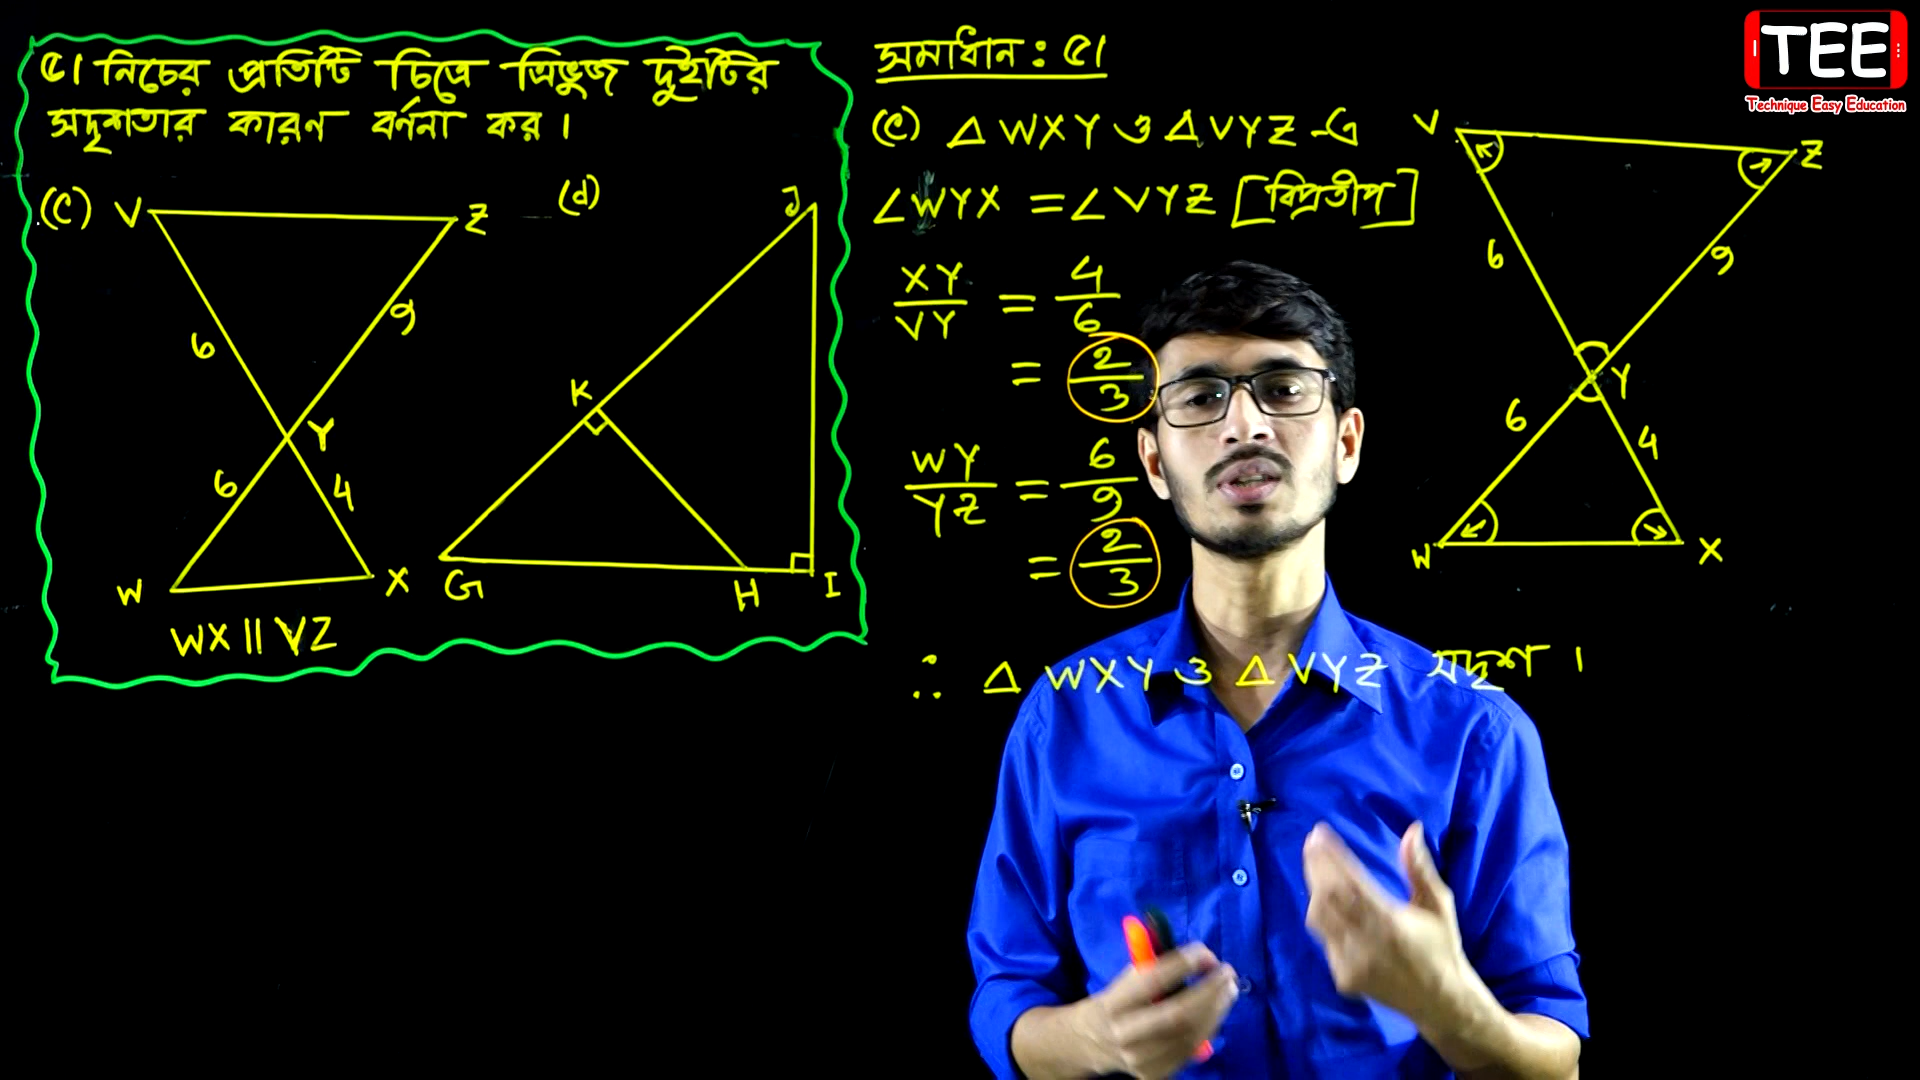 ৫। নিচের প্রতিটি চিত্রে ত্রিভুজ দুইটির
সদৃশতার কারন বর্ননা কর।
(c)
V
Z
6
9
Y
6
4
W
X
WX || VZ
(d)
J
K
G
H
I
সমাধান : ৫।
(c) Δ WXY ও Δ VYZ -এ
∠WYX = ∠VYZ [বিপ্রতীপ]
XY/VY = 4/6
= 2/3
WY/YZ = 6/9
= 2/3
∴ Δ WXY ও Δ VYZ সদৃশ।
V
Z
6
9
Y
6
4
W
X
TEE
Technique Easy Education